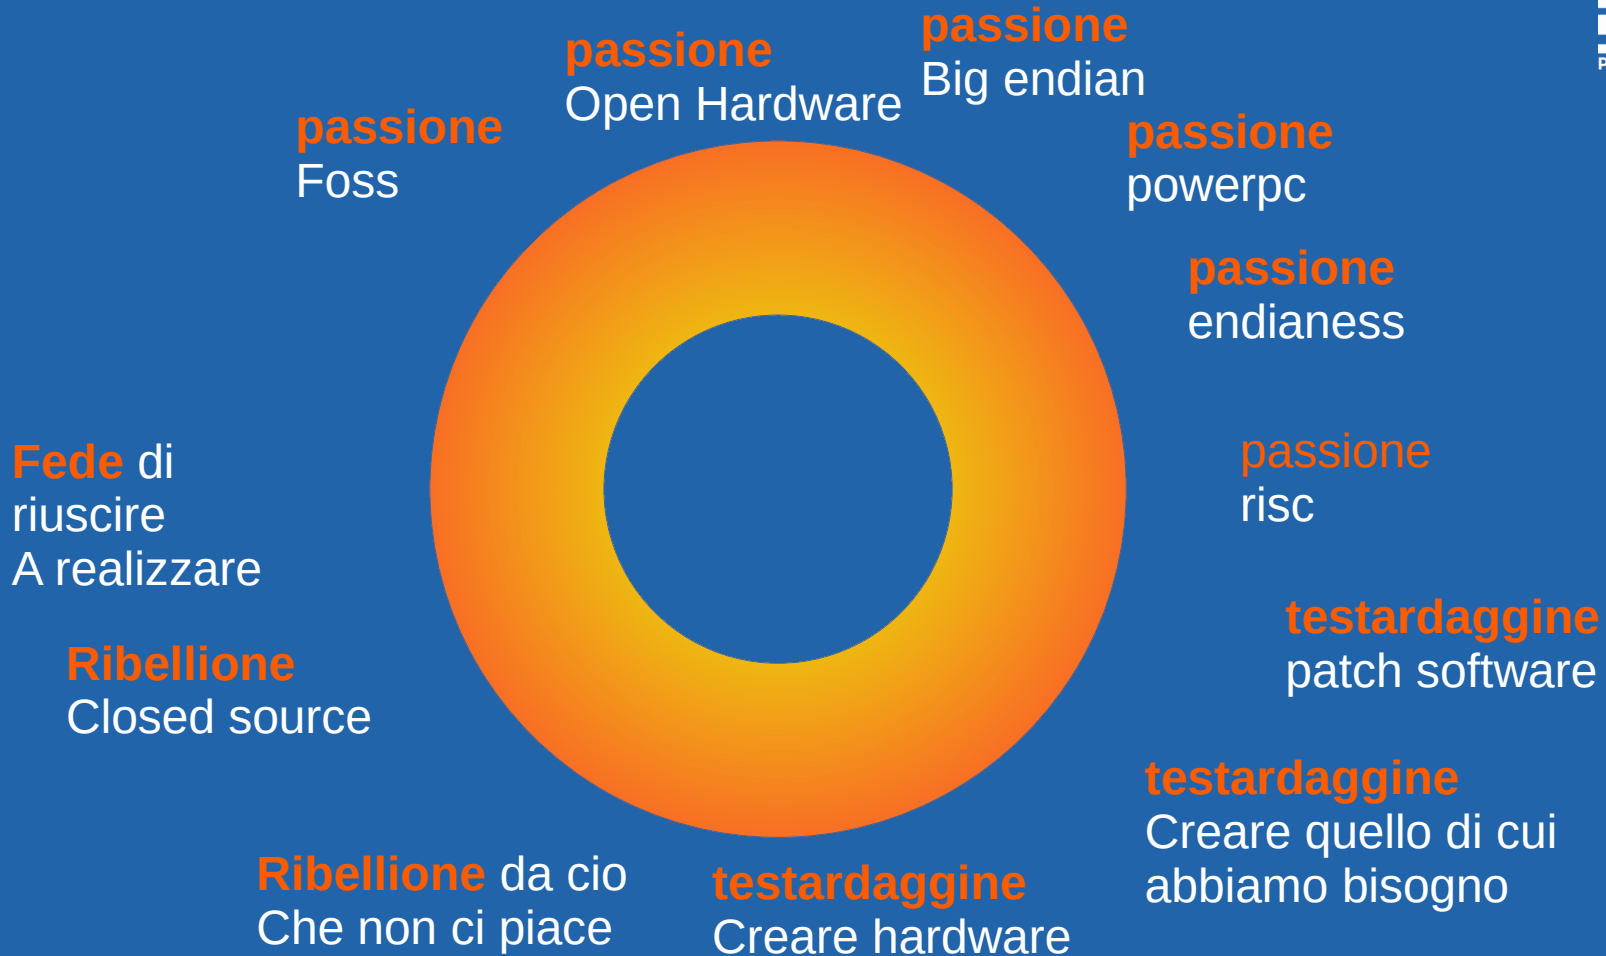 passione
Foss
passione
Open Hardware
passione
Big endian
passione
powerpc
passione
endianess
passione
risc
testardaggine
patch software
testardaggine
Creare quello di cui
abbiamo bisogno
testardaggine
Creare hardware
Ribellione da cio
Che non ci piace
Ribellione
Closed source
Fede di
riuscire
A realizzare